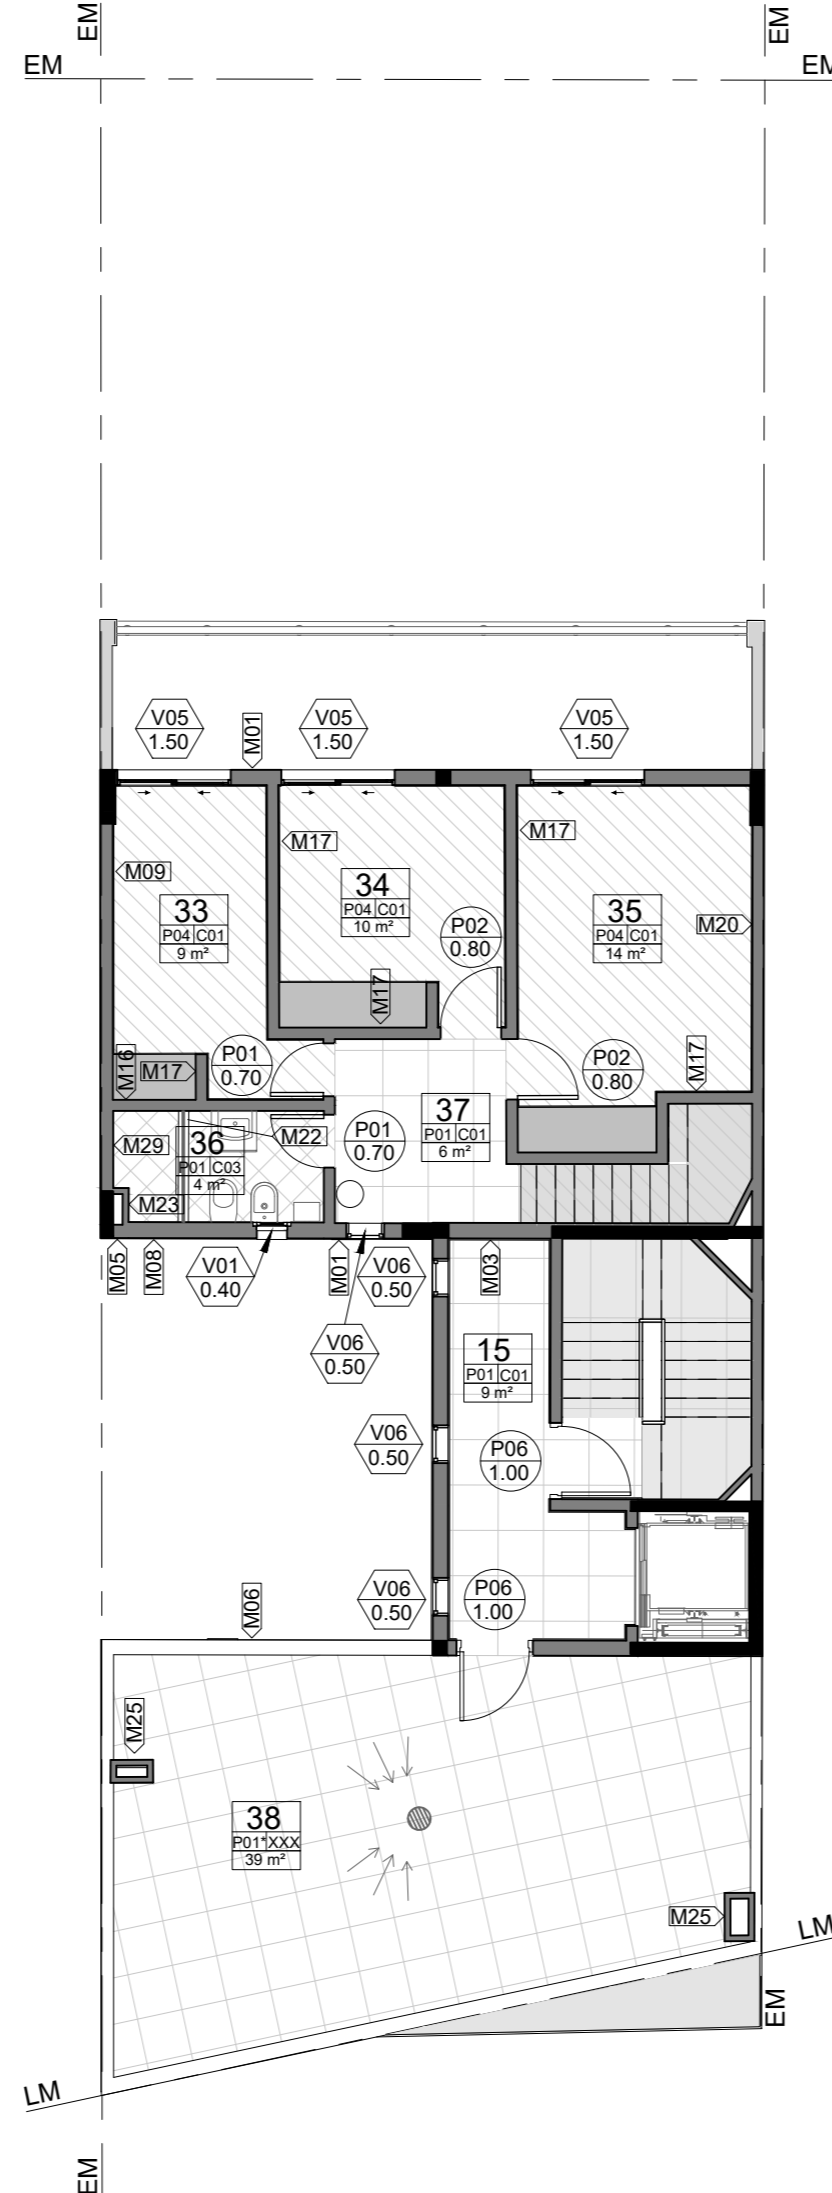 EM
EM
EM
EM
V05
1.50
V05
1.50
V05
1.50
M01
M17
M17
M09
33
P04 C01
9 m²
34
P04 C01
10 m²
35
P04 C01
14 m²
P02
0.80
M20
M17
M16
M17
P01
0.70
P02
0.80
M17
37
P01 C01
6 m²
P01
0.70
M29
36
P01 C03
4 m²
M22
M23
M05
M08
V01
0.40
M01
V06
0.50
M03
V06
0.50
15
P01 C01
9 m²
V06
0.50
P06
1.00
V06
0.50
P06
1.00
M06
M25
38
P01* XXX
39 m²
M25
LM
EM
LM
EM